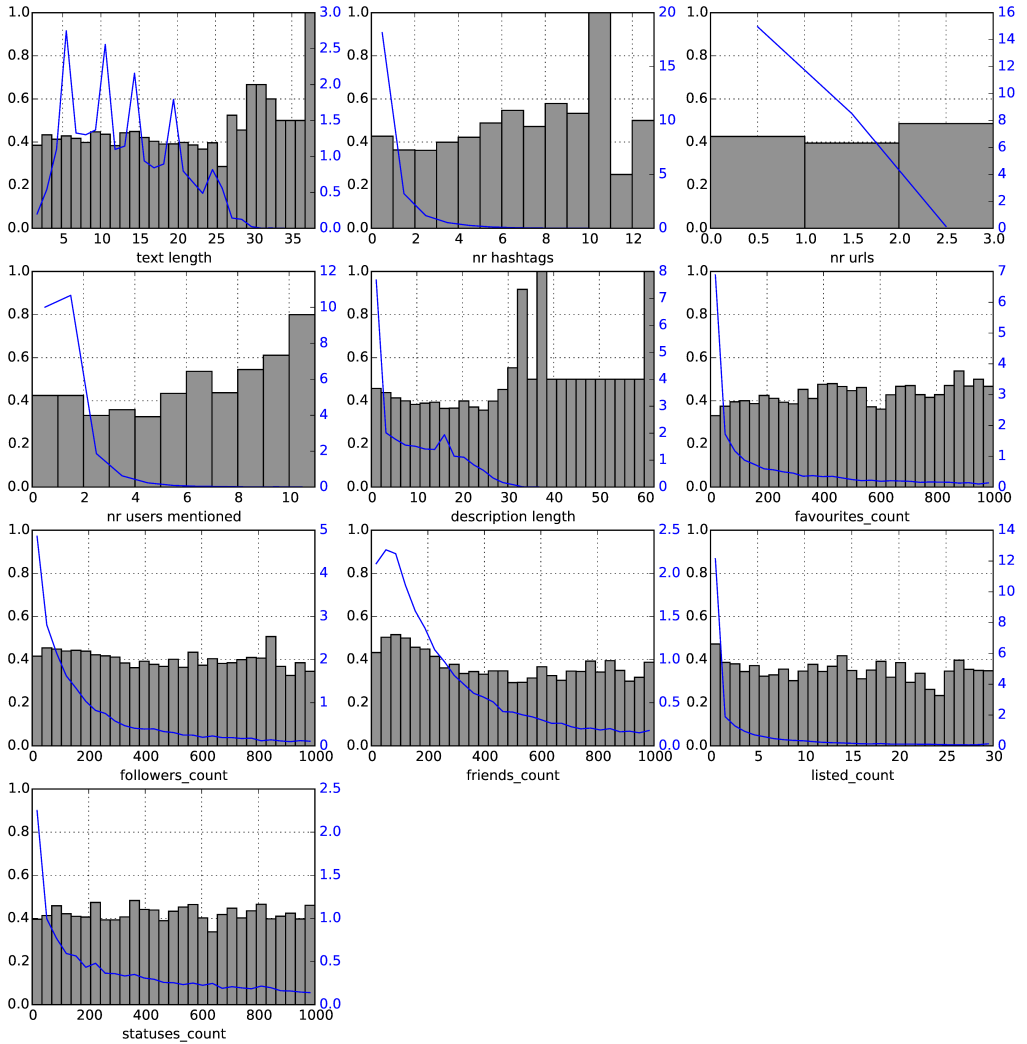 1.0 3.0 1.0 20 1.0 16
14
0.8 2.5 0.8 0.8
15 12
2.0
0.6 0.6 0.6 10
1.5 10 8
0.4 0.4 0.4
1.0 6
5 4
0.2 0.5 0.2 0.2
2
0.0 0.0 0.0 0 0.0 0
5 10 15 20 25 30 35 0 2 4 6 8 10 12 0.0 0.5 1.0 1.5 2.0 2.5 3.0
text length nr hashtags nr urls
1.0 12 1.0 8 1.0 7
10 7 6
0.8 0.8 0.8
6 5
8
0.6 0.6 5 0.6 4
6 4
0.4 0.4 0.4 3
4 3
2 2
0.2 0.2 0.2
2 1 1
0.0 0 0.0 0 0.0 0
0 2 4 6 8 10 0 10 20 30 40 50 60 0 200 400 600 800 1000
nr users mentioned description length favourites_count
1.0 5 1.0 2.5 1.0 14
12
0.8 4 0.8 2.0 0.8
10
0.6 3 0.6 1.5 0.6 8
0.4 2 0.4 1.0 0.4 6
4
0.2 1 0.2 0.5 0.2
2
0.0 0 0.0 0.0 0.0 0
0 200 400 600 800 1000 0 200 400 600 800 1000 0 5 10 15 20 25 30
followers_count friends_count listed_count
1.0 2.5
0.8 2.0
0.6 1.5
0.4 1.0
0.2 0.5
0.0 0.0
0 200 400 600 800 1000
statuses_count